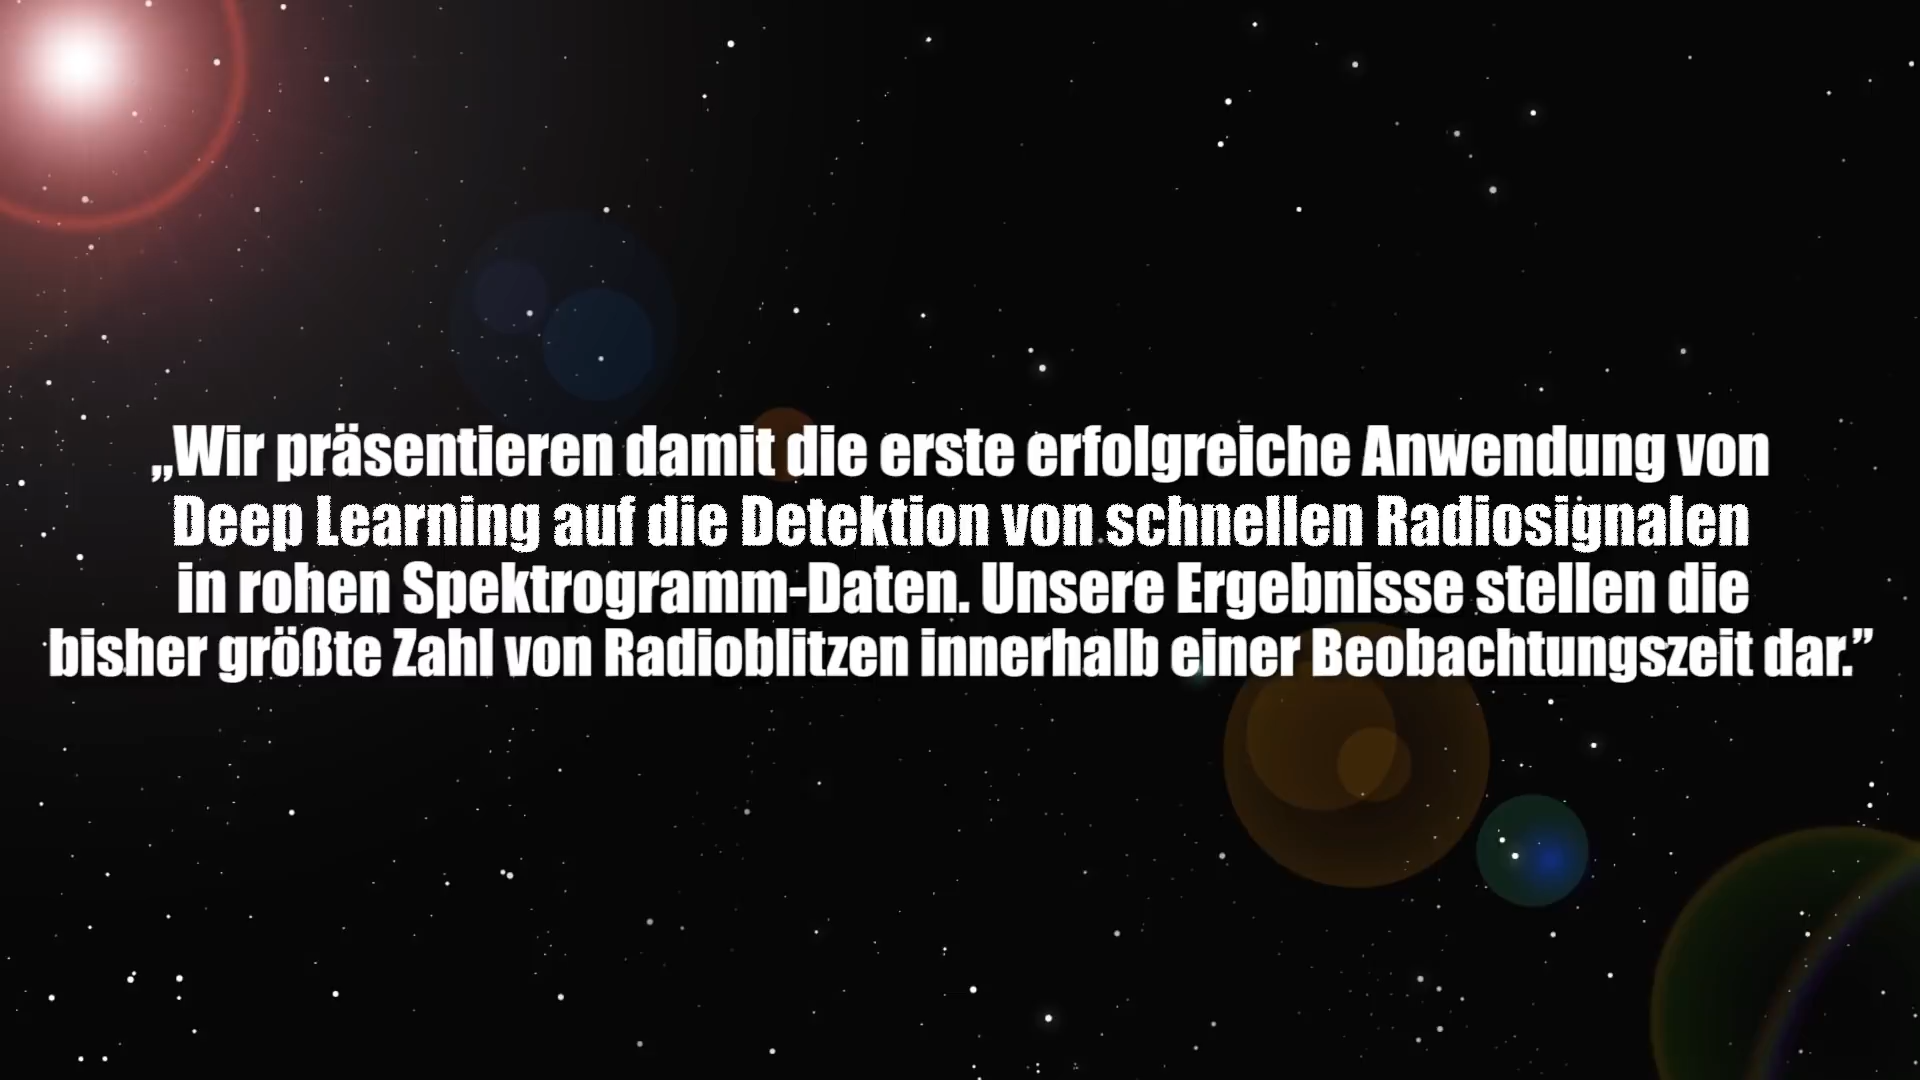 „Wir präsentieren damit die erste erfolgreiche Anwendung von
Deep Learning auf die Detektion von schnellen Radiosignalen
in rohen Spektrogramm-Daten. Unsere Ergebnisse stellen die
bisher größte Zahl von Radioblitzen innerhalb einer Beobachtungszeit dar.”